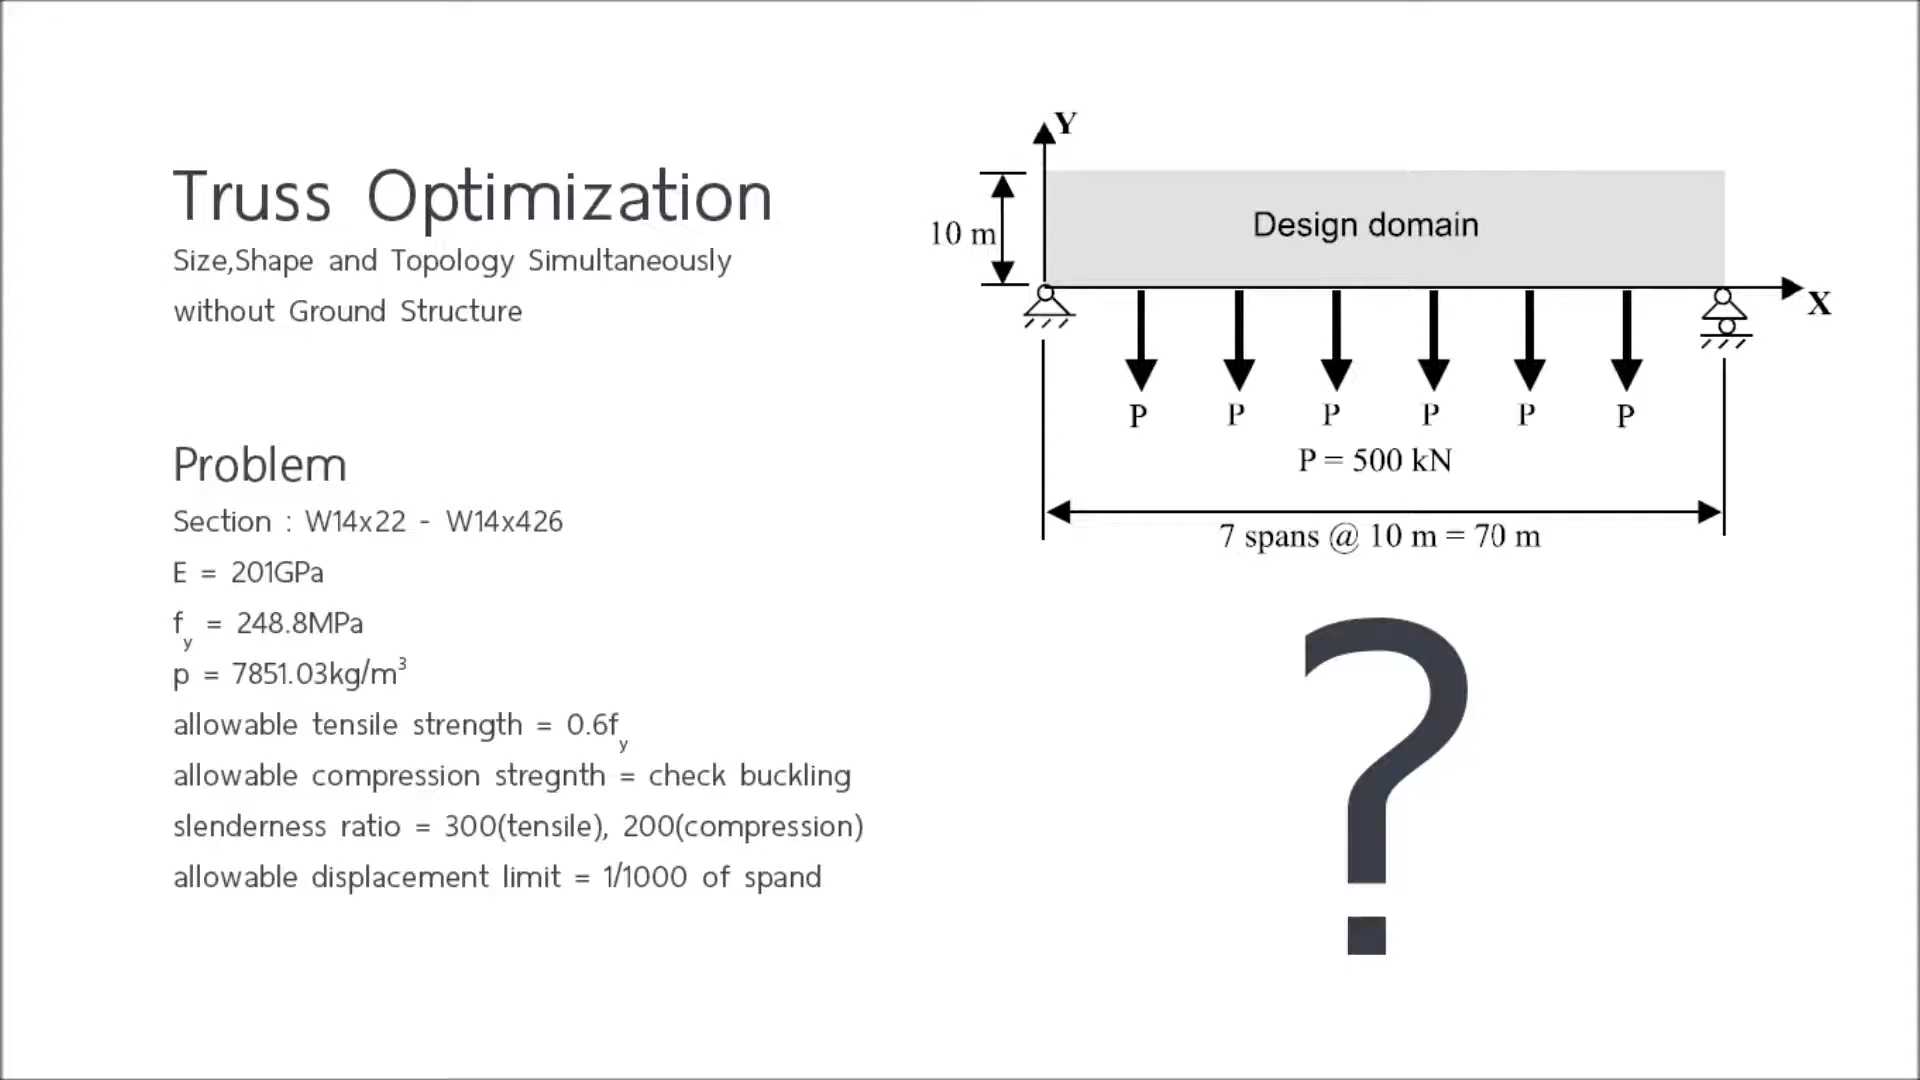 Truss Optimization
Size,Shape and Topology Simultaneously
without Ground Structure
Problem
Section : W14x22 - W14x426
E = 201GPa
f_y = 248.8MPa
p = 7851.03kg/m³
allowable tensile strength = 0.6f_y
allowable compression stregnth = check buckling
slenderness ratio = 300(tensile), 200(compression)
allowable displacement limit = 1/1000 of spand
Y
10 m
Design domain
X
P P P P P P
P = 500 kN
7 spans @ 10 m = 70 m
?